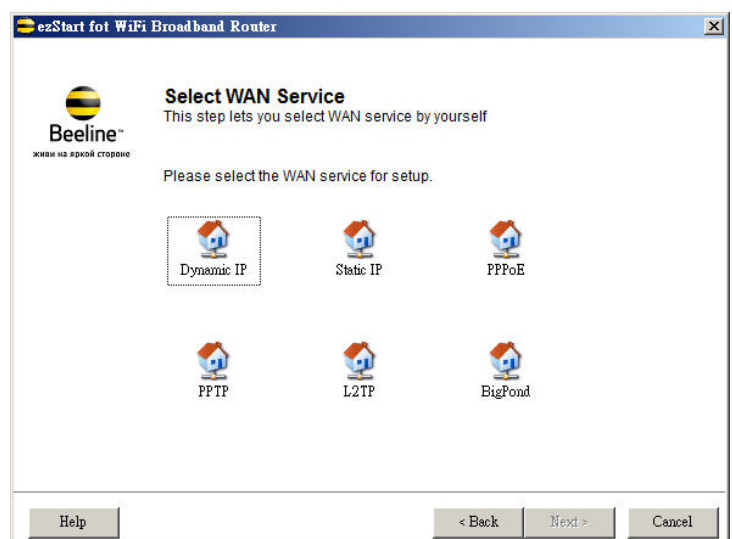 ezStart fot WiFi Broadband Router
Beeline™
живи на яркой стороне
Select WAN Service
This step lets you select WAN service by yourself
Please select the WAN service for setup.
Dynamic IP
Static IP
PPPoE
PPTP
L2TP
BigPond
Help
< Back
Next >
Cancel